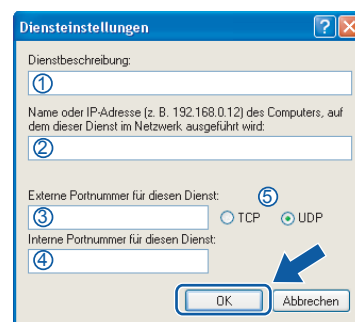 Diensteinstellungen
Dienstbeschreibung:
①
Name oder IP-Adresse (z. B. 192.168.0.12) des Computers, auf
dem dieser Dienst im Netzwerk ausgeführt wird:
②
Externe Portnummer für diesen Dienst: ⑤
③ TCP UDP
Interne Portnummer für diesen Dienst:
④
OK Abbrechen